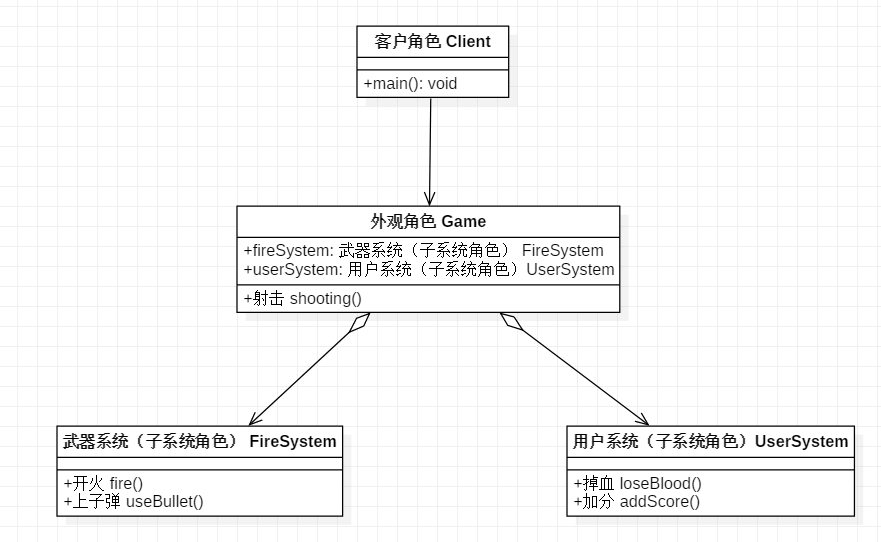 客户角色 Client
+main(): void
外观角色 Game
+fireSystem: 武器系统（子系统角色） FireSystem
+userSystem: 用户系统（子系统角色）UserSystem
+射击 shooting()
武器系统（子系统角色） FireSystem
+开火 fire()
+上子弹 useBullet()
用户系统（子系统角色）UserSystem
+掉血 loseBlood()
+加分 addScore()